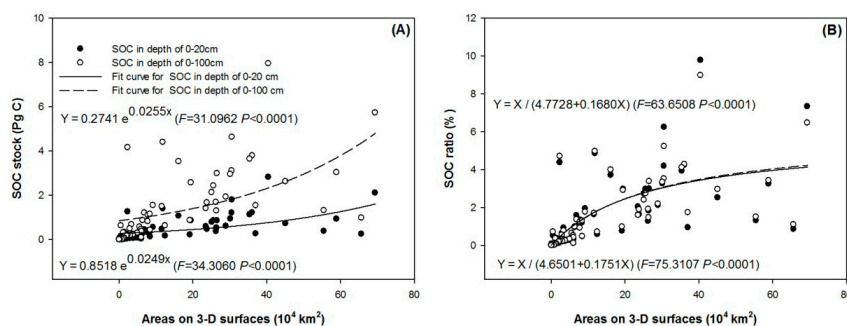 (A)
SOC in depth of 0-20cm
SOC in depth of 0-100cm
Fit curve for SOC in depth of 0-20 cm
Fit curve for SOC in depth of 0-100 cm
Y = 0.2741 e^0.0255x (F=31.0962 P<0.0001)
Y = 0.8518 e^0.0249x (F=34.3060 P<0.0001)
SOC stock (Pg C)
10
8
6
4
2
0
0 20 40 60 80
Areas on 3-D surfaces (10^4 km^2)
(B)
Y = X / (4.7728+0.1680X) (F=63.6508 P<0.0001)
Y = X / (4.6501+0.1751X) (F=75.3107 P<0.0001)
SOC ratio (%)
12
10
8
6
4
2
0
0 20 40 60 80
Areas on 3-D surfaces (10^4 km^2)